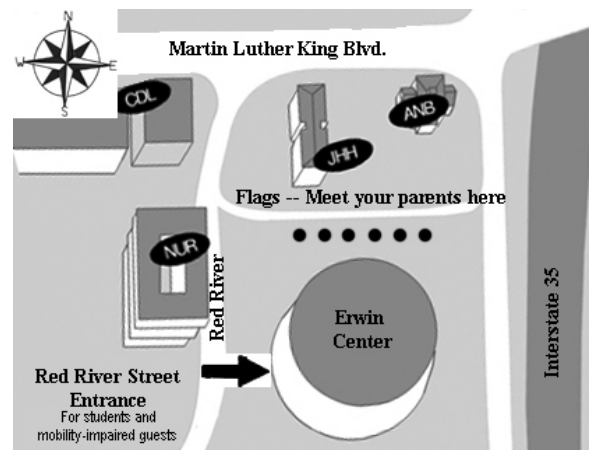 N
W
E
S
Martin Luther King Blvd.
CDL
ANB
JHH
Flags -- Meet your parents here
NUR
Red River
Erwin
Center
Interstate 35
Red River Street
Entrance
For students and
mobility-impaired guests